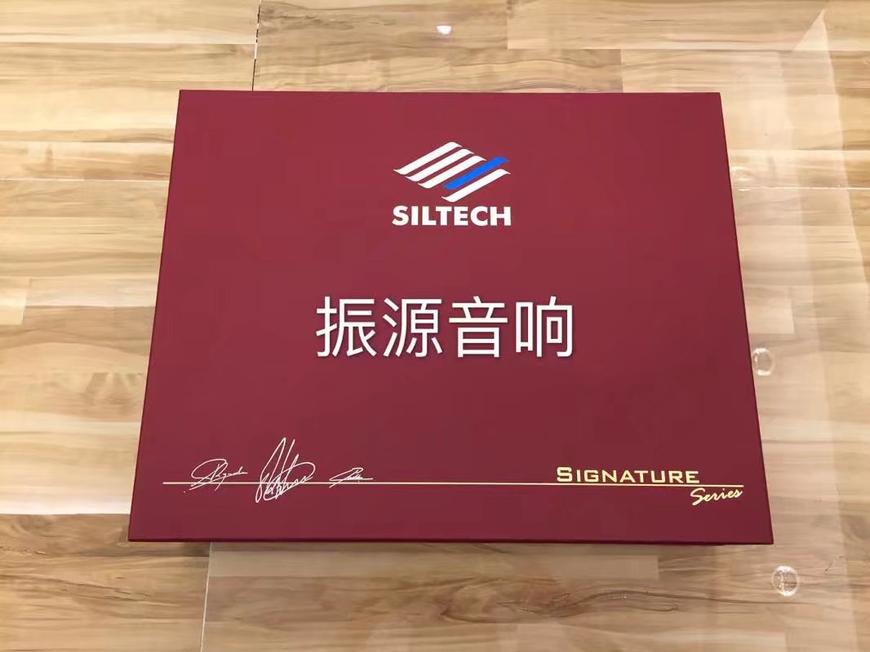 SILTECH
振源音响
SIGNATURE
Series